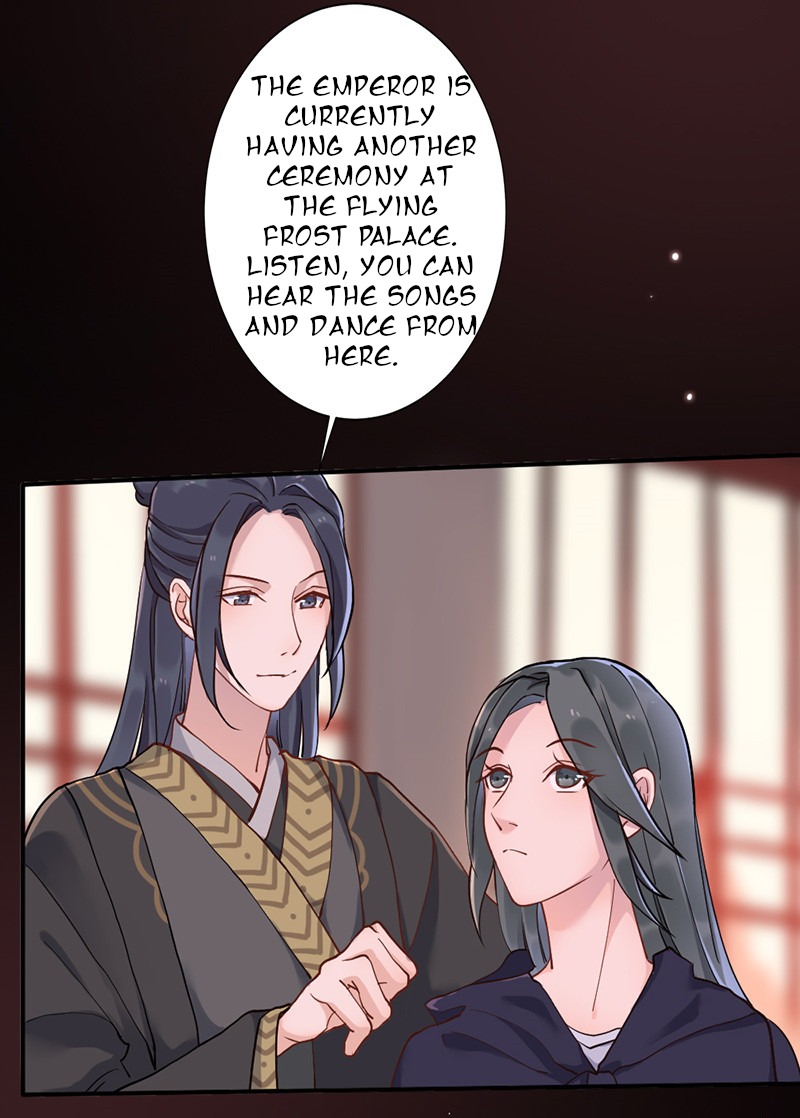 THE EMPEROR IS
CURRENTLY
HAVING ANOTHER
CEREMONY AT
THE FLYING
FROST PALACE.
LISTEN, YOU CAN
HEAR THE SONGS
AND DANCE FROM
HERE.